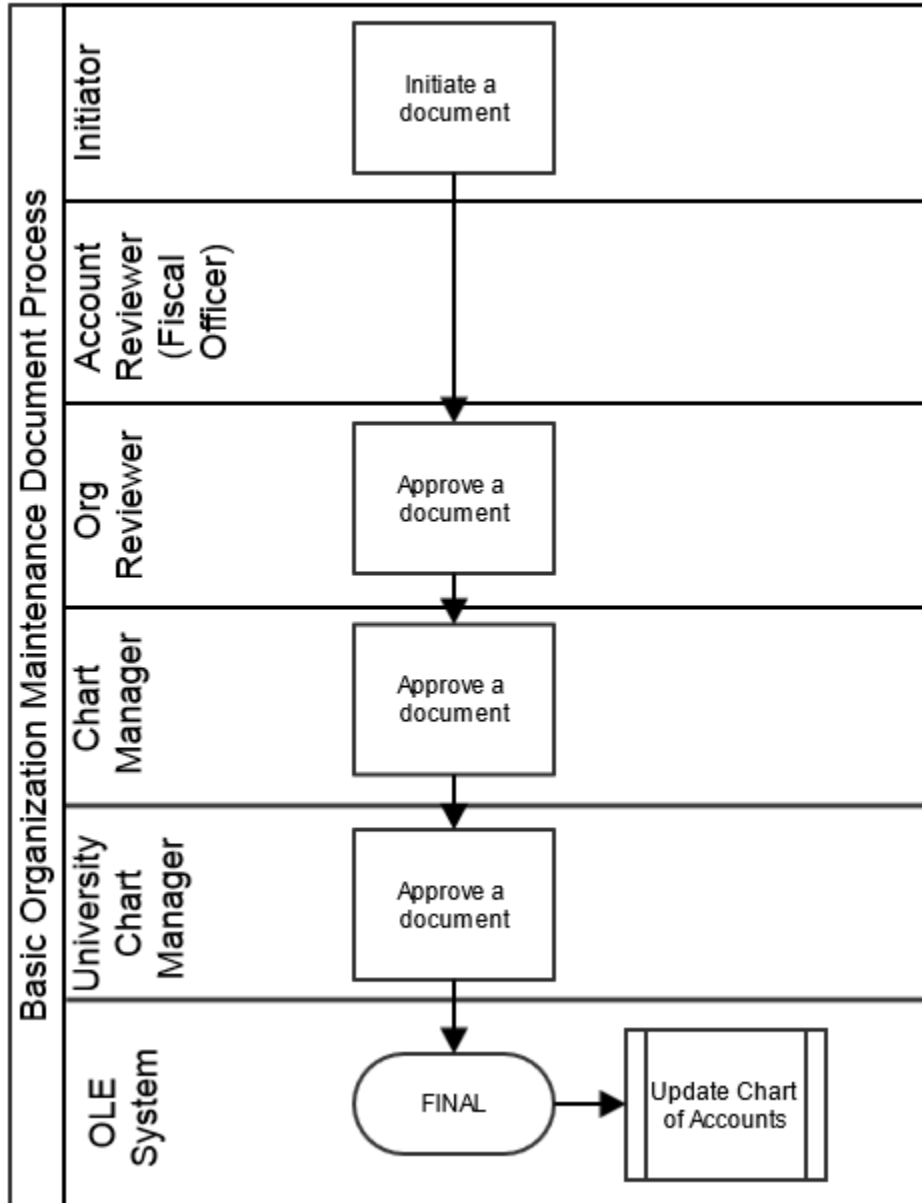 Basic Organization Maintenance Document Process
Initiator
Initiate a
document
Account
Reviewer
(Fiscal
Officer)
Org
Reviewer
Approve a
document
Chart
Manager
Approve a
document
University
Chart
Manager
Approve a
document
OLE
System
FINAL
Update Chart
of Accounts